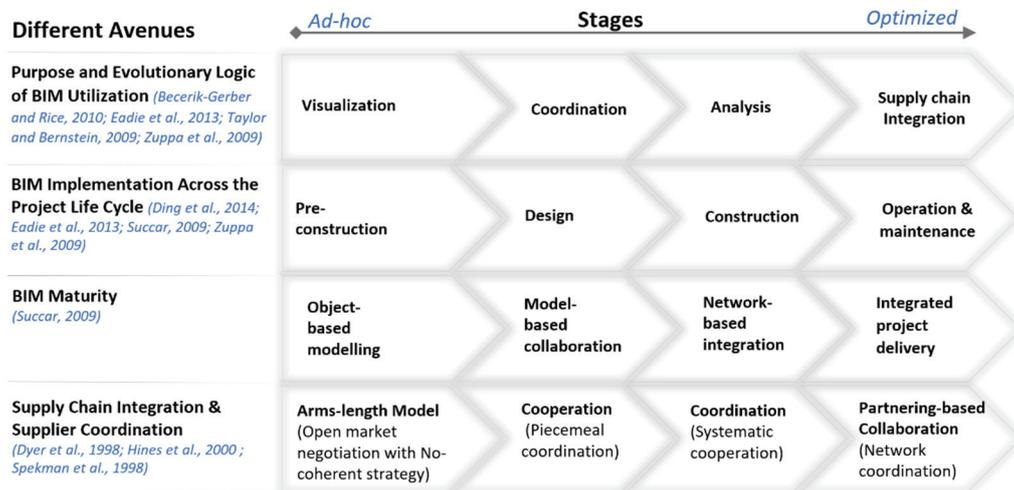 Different Avenues
Ad-hoc
Stages
Optimized
Purpose and Evolutionary Logic
of BIM Utilization (Becerik-Gerber
and Rice, 2010; Eadie et al., 2013; Taylor
and Bernstein, 2009; Zuppa et al., 2009)
Visualization
Coordination
Analysis
Supply chain
Integration
BIM Implementation Across the
Project Life Cycle (Ding et al., 2014;
Eadie et al., 2013; Succar, 2009; Zuppa
et al., 2009)
Pre-
construction
Design
Construction
Operation &
maintenance
BIM Maturity
(Succar, 2009)
Object-
based
modelling
Model-
based
collaboration
Network-
based
integration
Integrated
project
delivery
Supply Chain Integration &
Supplier Coordination
(Dyer et al., 1998; Hines et al., 2000 ;
Spekman et al., 1998)
Arms-length Model
(Open market
negotiation with No-
coherent strategy)
Cooperation
(Piecemeal
coordination)
Coordination
(Systematic
cooperation)
Partnering-based
Collaboration
(Network
coordination)